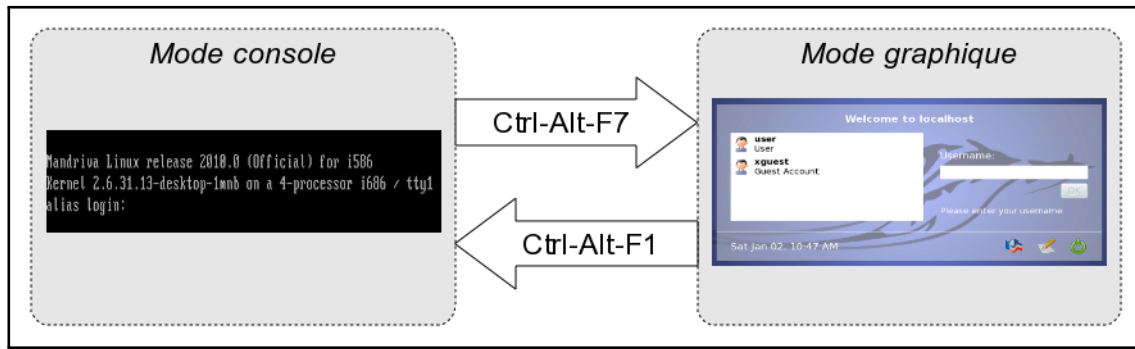 Mode console
Mandriva Linux release 2010.0 (Official) for i586
Kernel 2.6.31.13-desktop-1mnb on a 4-processor i686 / tty1
alias login:
Ctrl-Alt-F7
Ctrl-Alt-F1
Mode graphique
Welcome to localhost
user
User
xguest
Guest Account
Username:
OK
Please enter your username
Sat Jan 02, 10:47 AM